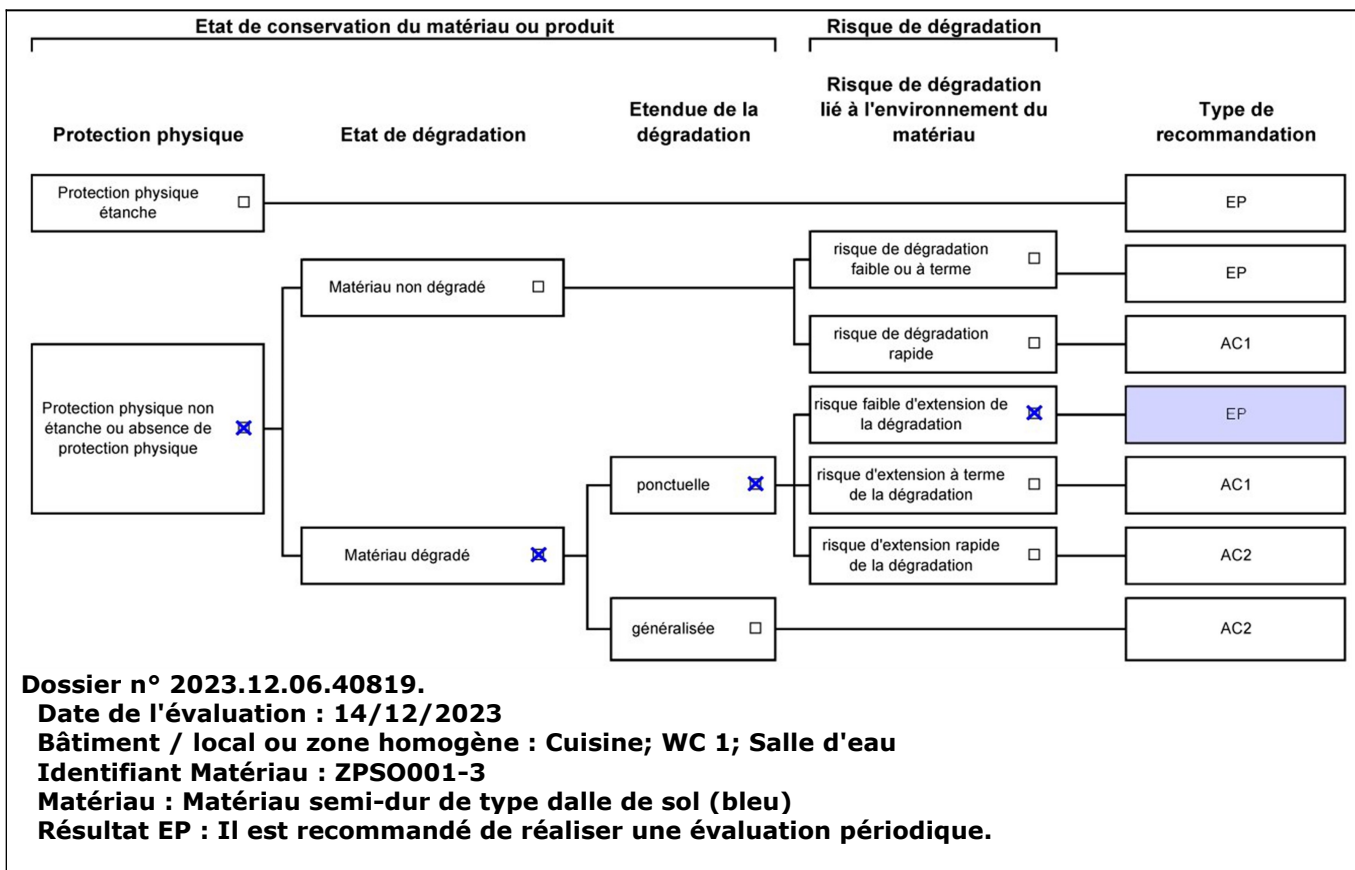 Etat de conservation du matériau ou produit
Risque de dégradation
Protection physique
Etat de dégradation
Etendue de la
dégradation
Risque de dégradation
lié à l'environnement du
matériau
Type de
recommandation
Protection physique
étanche
EP
Matériau non dégradé
risque de dégradation
faible ou à terme
EP
risque de dégradation
rapide
AC1
Protection physique non
étanche ou absence de
protection physique
risque faible d'extension de
la dégradation
EP
ponctuelle
risque d'extension à terme
de la dégradation
AC1
Matériau dégradé
risque d'extension rapide
de la dégradation
AC2
généralisée
AC2
Dossier n° 2023.12.06.40819.
Date de l'évaluation : 14/12/2023
Bâtiment / local ou zone homogène : Cuisine; WC 1; Salle d'eau
Identifiant Matériau : ZPSO001-3
Matériau : Matériau semi-dur de type dalle de sol (bleu)
Résultat EP : Il est recommandé de réaliser une évaluation périodique.